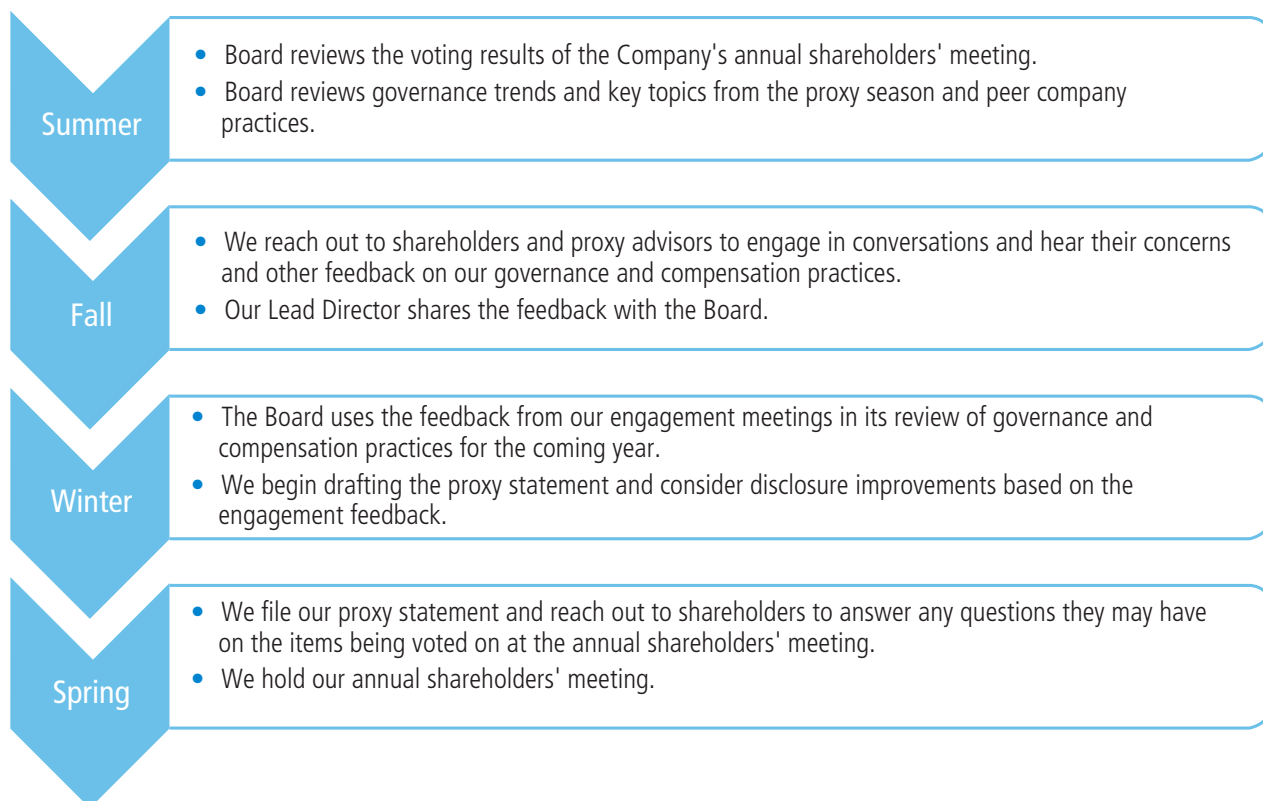 Summer
• Board reviews the voting results of the Company's annual shareholders' meeting.
• Board reviews governance trends and key topics from the proxy season and peer company
practices.
Fall
• We reach out to shareholders and proxy advisors to engage in conversations and hear their concerns
and other feedback on our governance and compensation practices.
• Our Lead Director shares the feedback with the Board.
Winter
• The Board uses the feedback from our engagement meetings in its review of governance and
compensation practices for the coming year.
• We begin drafting the proxy statement and consider disclosure improvements based on the
engagement feedback.
Spring
• We file our proxy statement and reach out to shareholders to answer any questions they may have
on the items being voted on at the annual shareholders' meeting.
• We hold our annual shareholders' meeting.